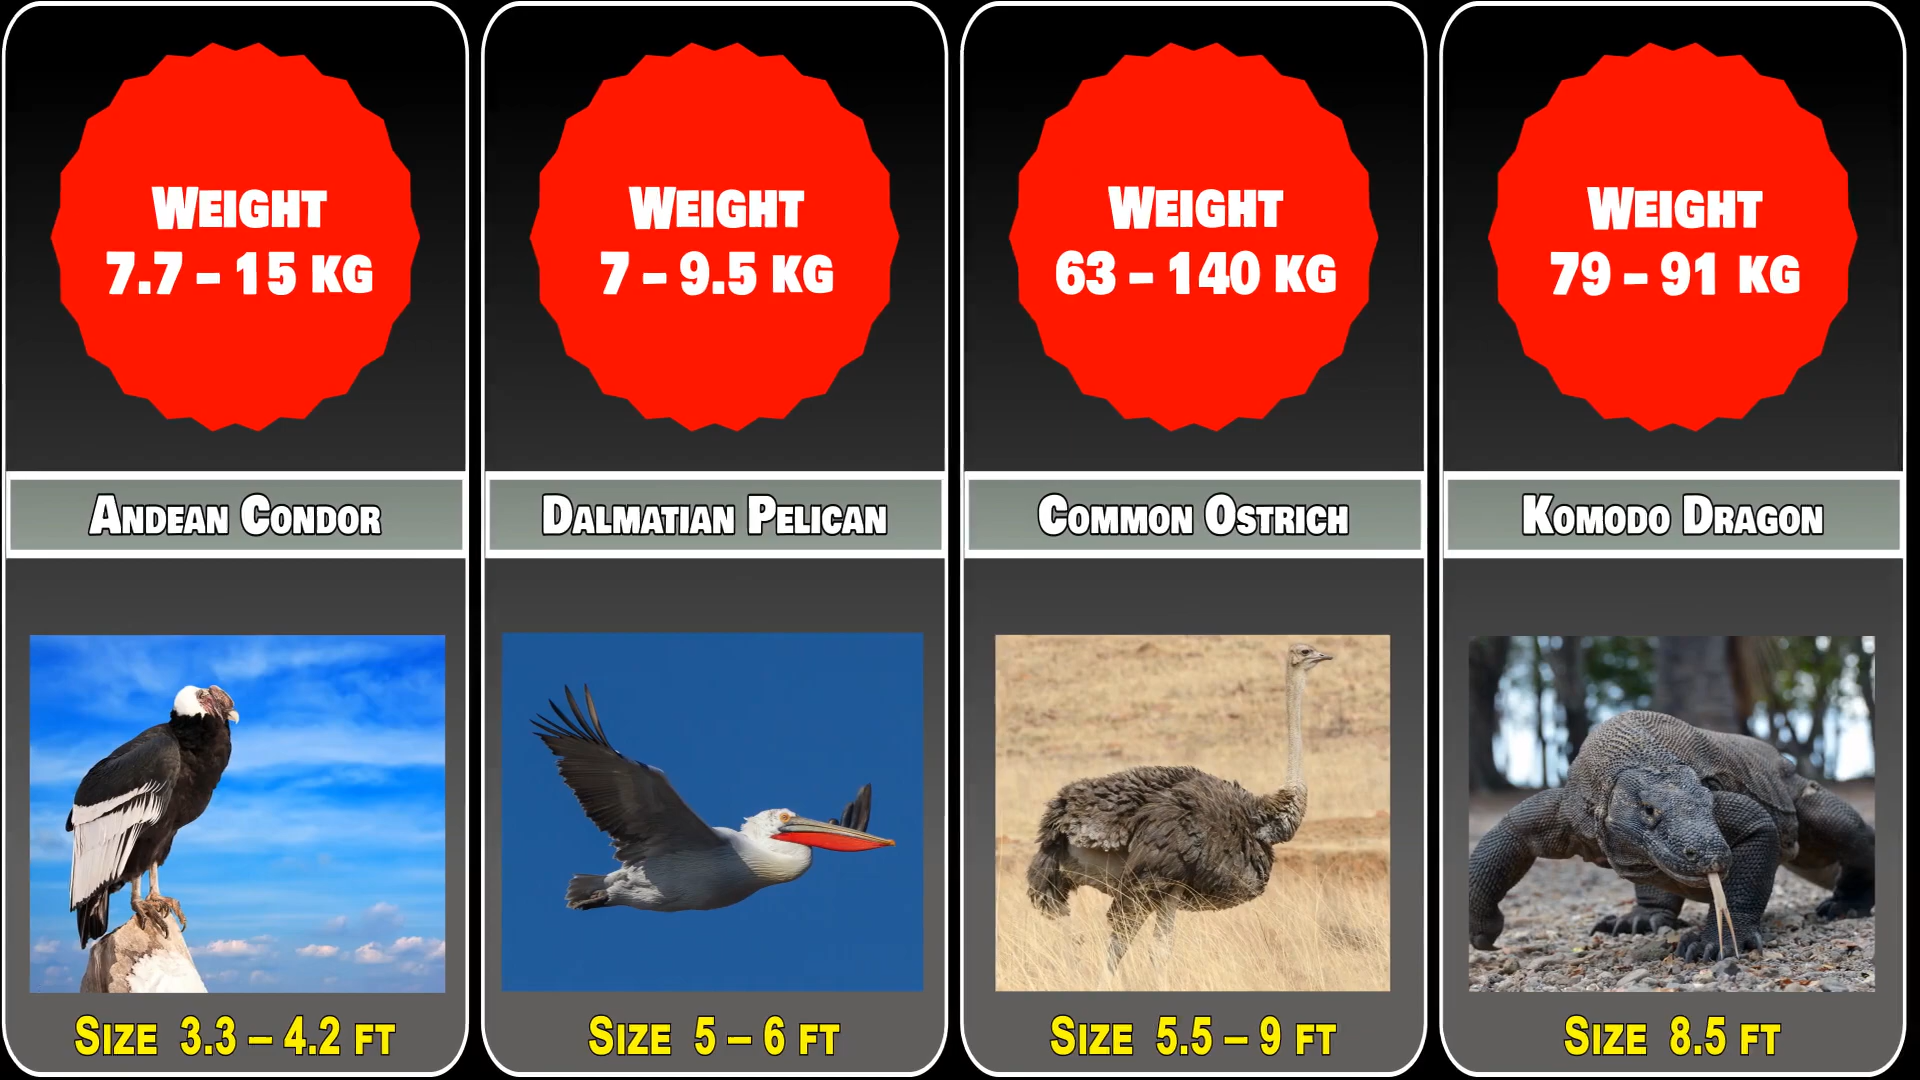 Weight
7.7 – 15 kg
Andean Condor
Size 3.3 – 4.2 ft
Weight
7 – 9.5 kg
Dalmatian Pelican
Size 5 – 6 ft
Weight
63 – 140 kg
Common Ostrich
Size 5.5 – 9 ft
Weight
79 – 91 kg
Komodo Dragon
Size 8.5 ft